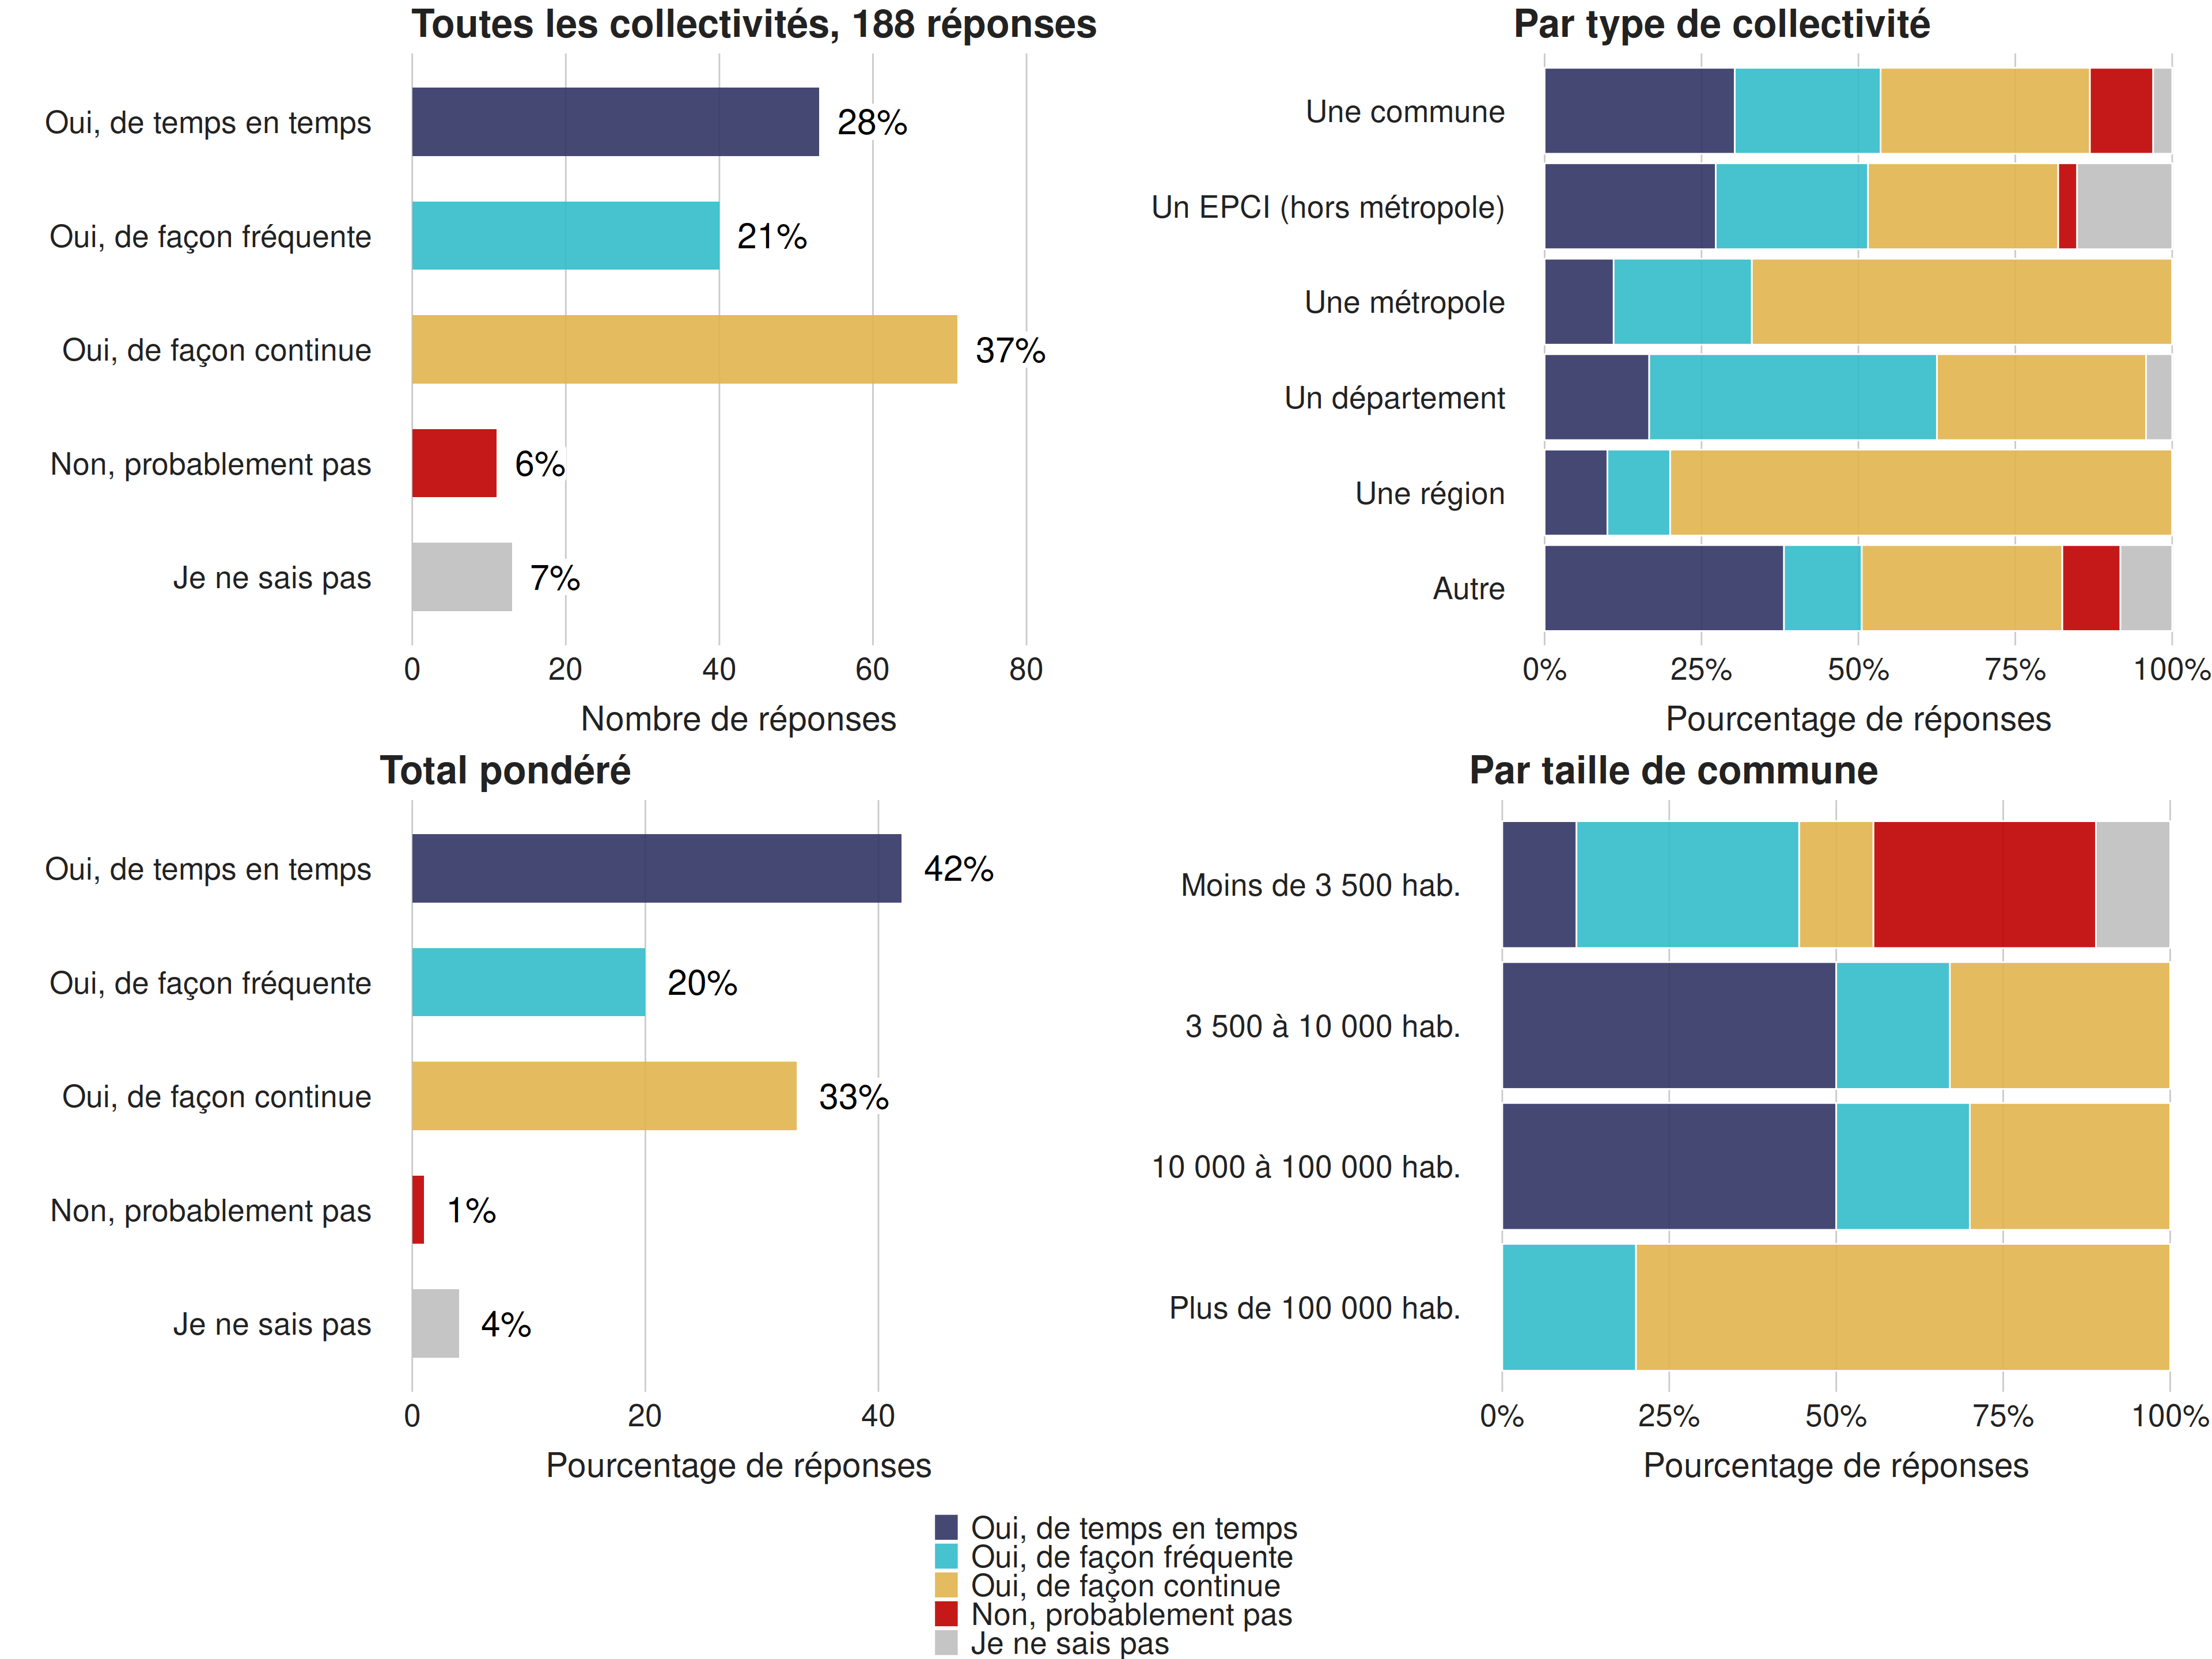 Toutes les collectivités, 188 réponses
Oui, de temps en temps
28%
Oui, de façon fréquente
21%
Oui, de façon continue
37%
Non, probablement pas
6%
Je ne sais pas
7%
0 20 40 60 80
Nombre de réponses
Par type de collectivité
Une commune
Un EPCI (hors métropole)
Une métropole
Un département
Une région
Autre
0% 25% 50% 75% 100%
Pourcentage de réponses
Total pondéré
Oui, de temps en temps
42%
Oui, de façon fréquente
20%
Oui, de façon continue
33%
Non, probablement pas
1%
Je ne sais pas
4%
0 20 40
Pourcentage de réponses
Par taille de commune
Moins de 3 500 hab.
3 500 à 10 000 hab.
10 000 à 100 000 hab.
Plus de 100 000 hab.
0% 25% 50% 75% 100%
Pourcentage de réponses
Oui, de temps en temps
Oui, de façon fréquente
Oui, de façon continue
Non, probablement pas
Je ne sais pas